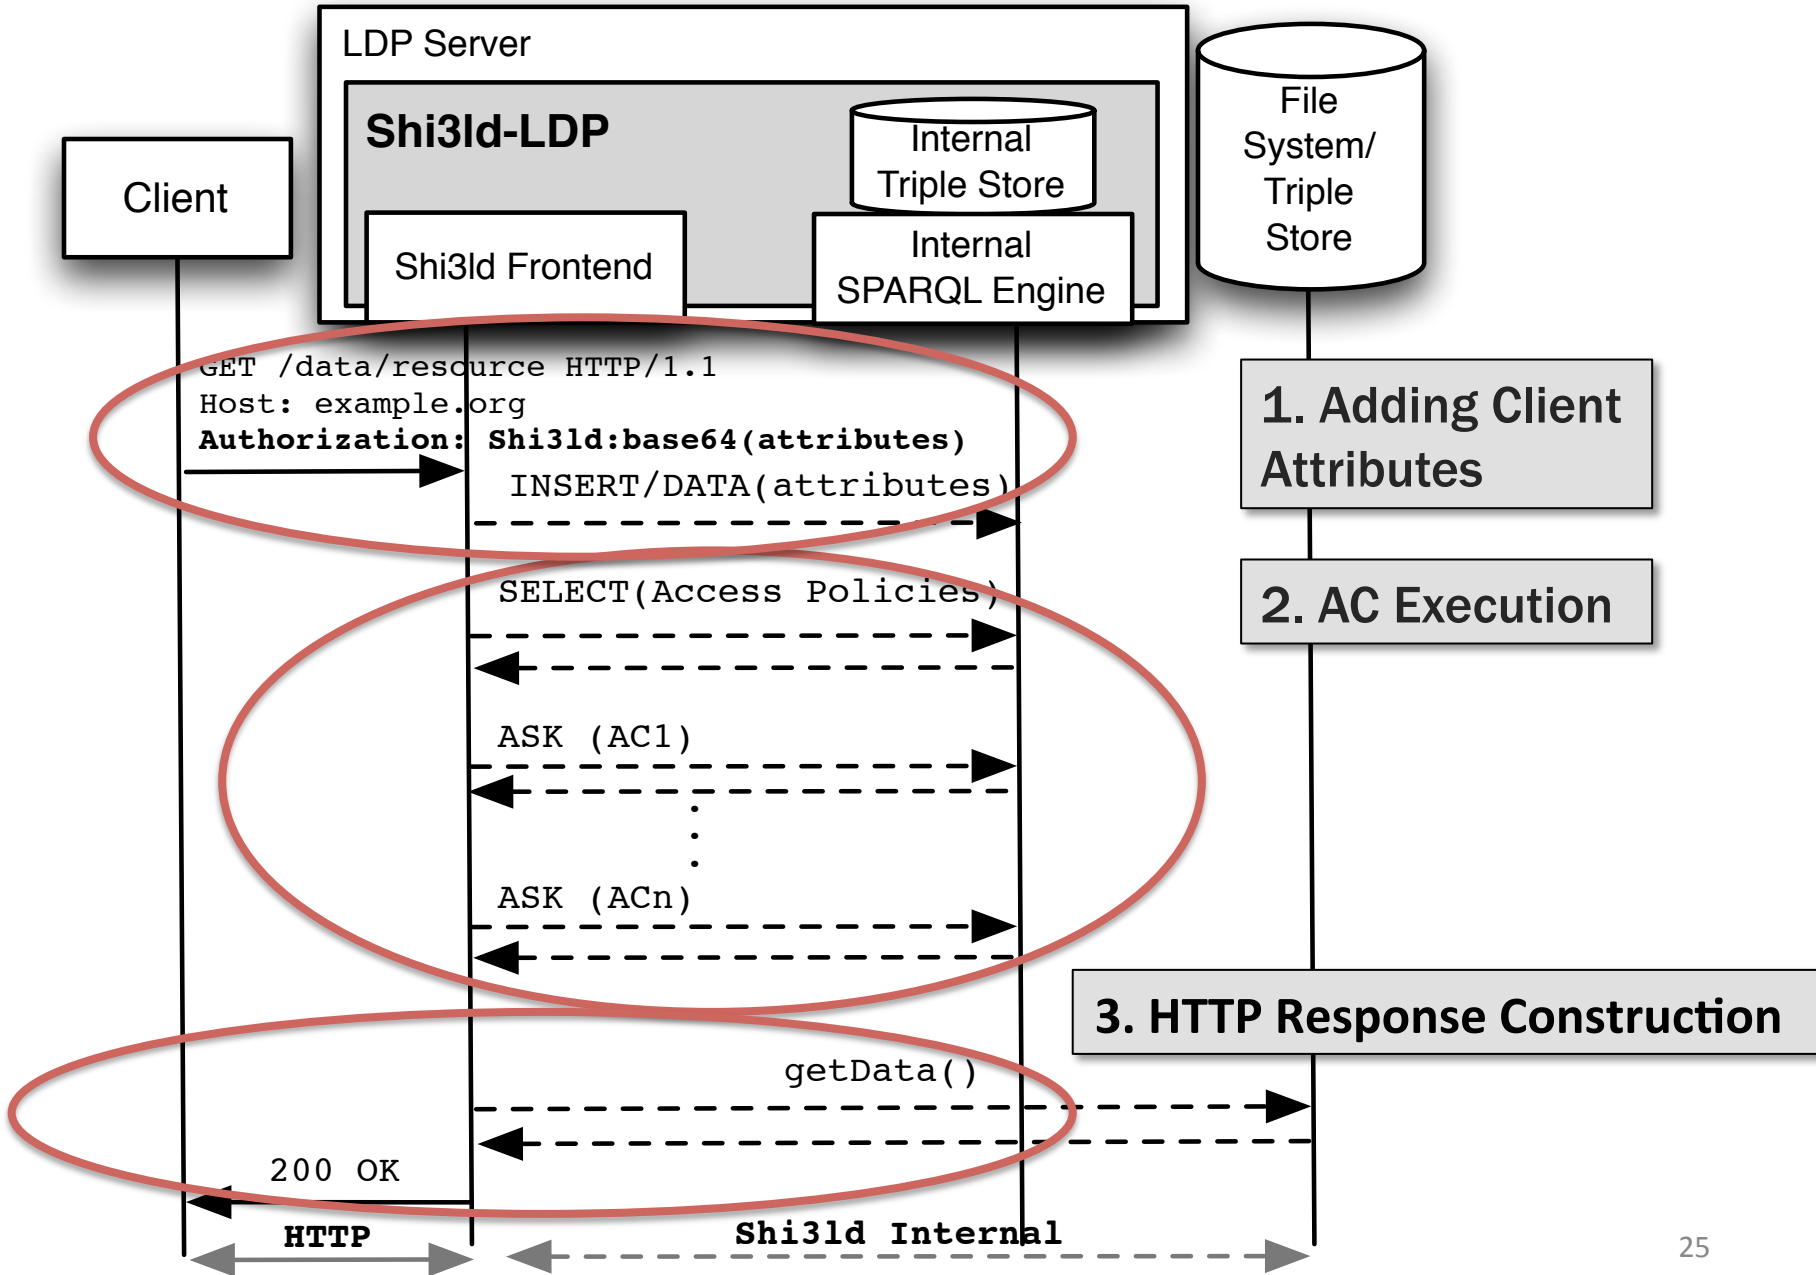 LDP Server
Shi3ld-LDP
Internal
Triple Store
File
System/
Triple
Store
Client
Shi3ld Frontend
Internal
SPARQL Engine
GET /data/resource HTTP/1.1
Host: example.org
Authorization: Shi3ld:base64(attributes)
INSERT/DATA(attributes)
1. Adding Client
Attributes
SELECT(Access Policies)
2. AC Execution
ASK (AC1)
.
.
.
ASK (ACn)
3. HTTP Response Construction
getData()
200 OK
HTTP
Shi3ld Internal
25